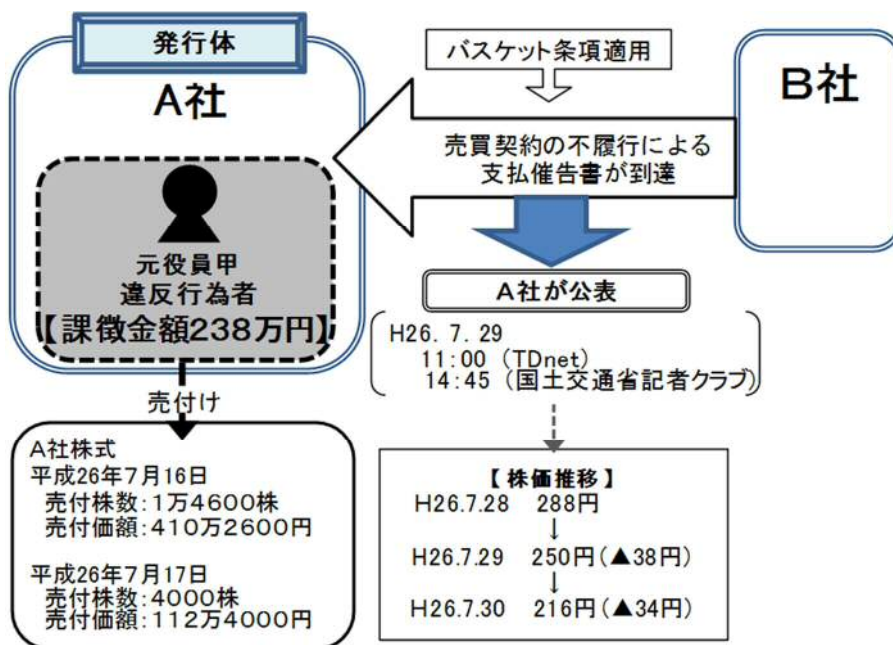 発行体
A社
元役員甲
違反行為者
【課徴金額238万円】
売付け
A社株式
平成26年7月16日
売付株数:1万4600株
売付価額:410万2600円
平成26年7月17日
売付株数:4000株
売付価額:112万4000円
バスケット条項適用
B社
売買契約の不履行による
支払催告書が到達
A社が公表
H26.7.29
11:00 (TDnet)
14:45 (国土交通省記者クラブ)
【株価推移】
H26.7.28 288円
↓
H26.7.29 250円(▲38円)
↓
H26.7.30 216円(▲34円)